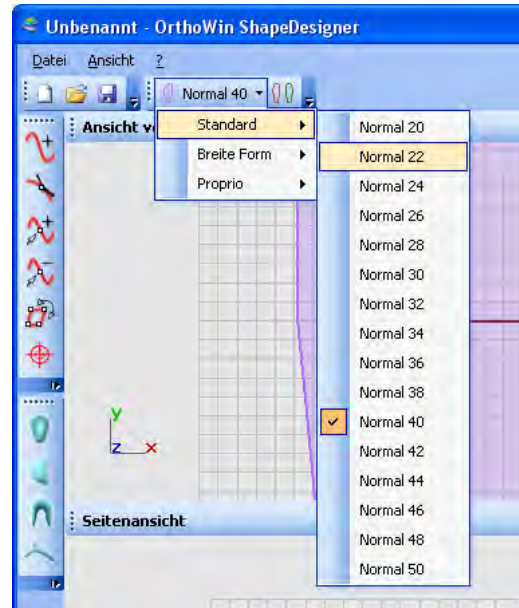 Unbenannt - OrthoWin ShapeDesigner
Datei Ansicht ?
Normal 40
Ansicht v
Standard
Breite Form
Proprio
Normal 20
Normal 22
Normal 24
Normal 26
Normal 28
Normal 30
Normal 32
Normal 34
Normal 36
Normal 38
Normal 40
Normal 42
Normal 44
Normal 46
Normal 48
Normal 50
y
z x
Seitenansicht